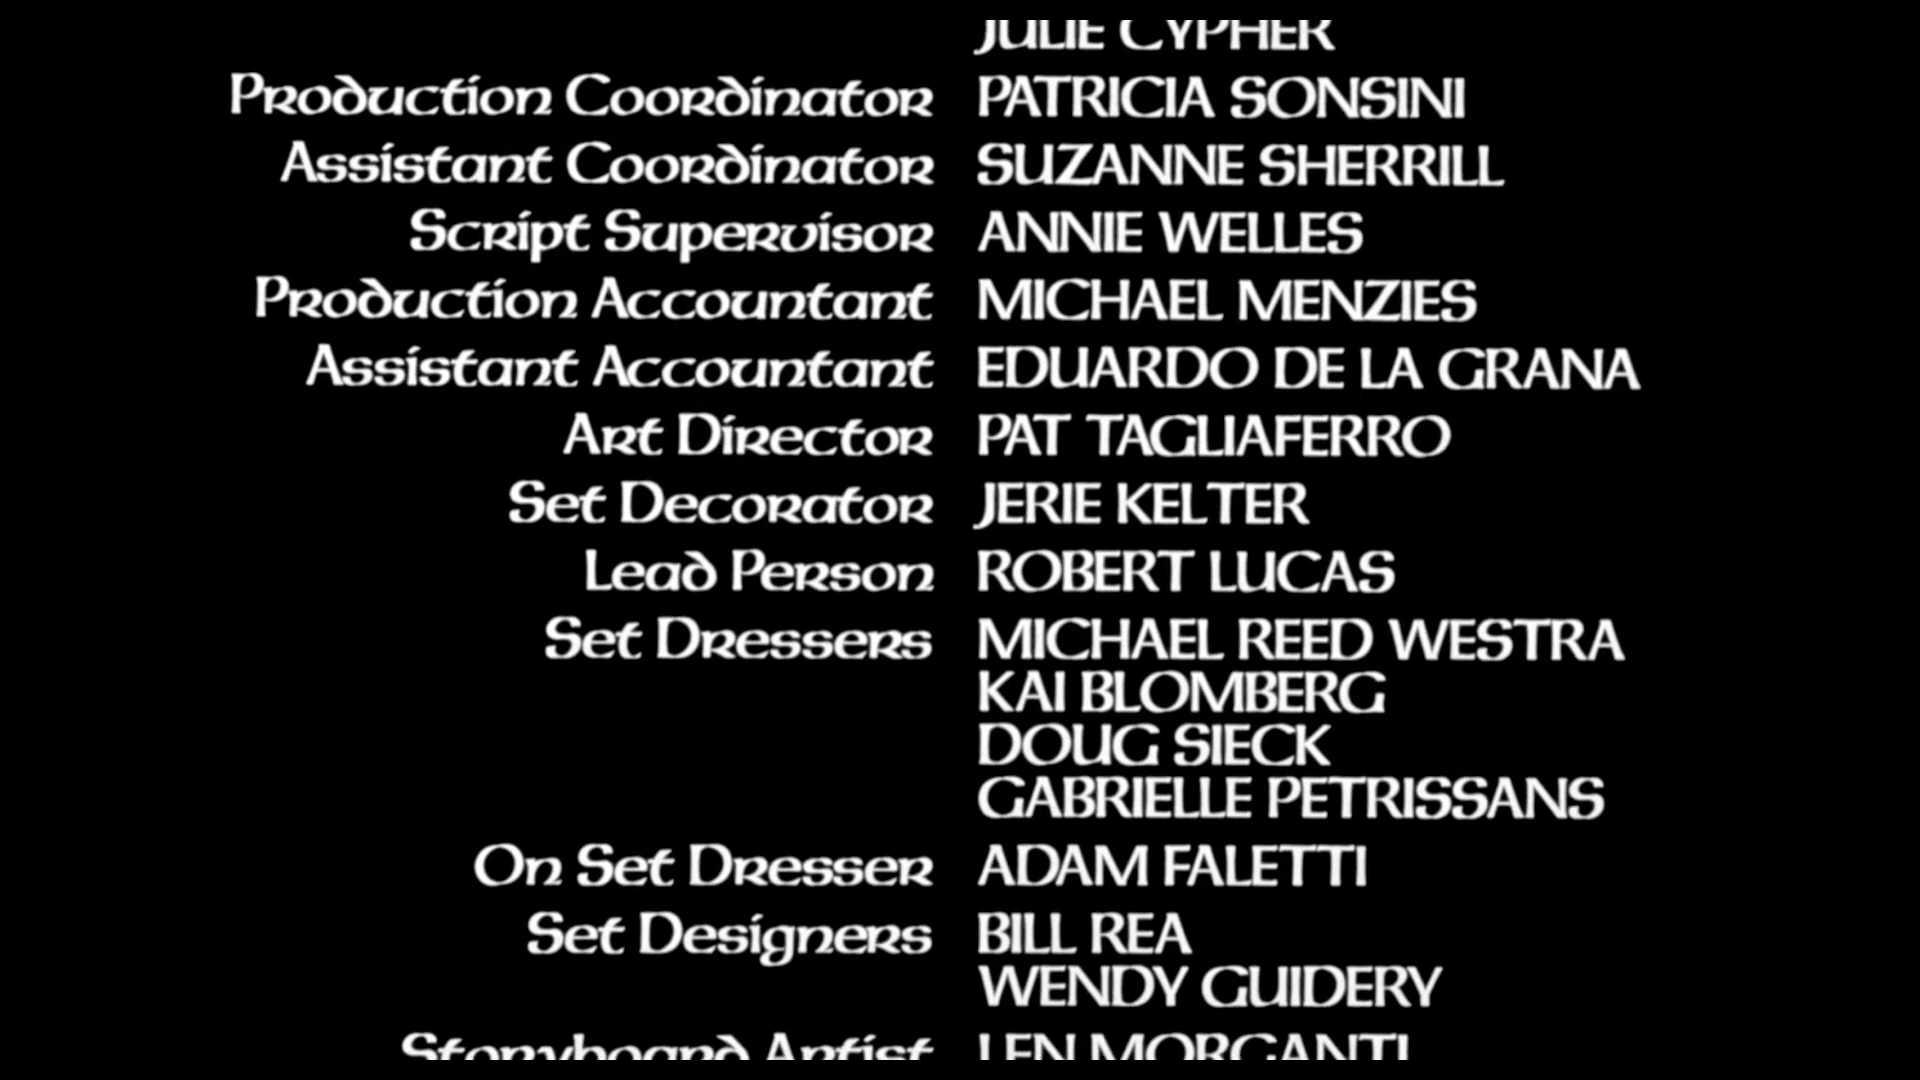 JULIE CYPHER
Production Coordinator PATRICIA SONSINI
Assistant Coordinator SUZANNE SHERRILL
Script Supervisor ANNIE WELLES
Production Accountant MICHAEL MENZIES
Assistant Accountant EDUARDO DE LA GRANA
Art Director PAT TAGLIAFERRO
Set Decorator JERIE KELTER
Lead Person ROBERT LUCAS
Set Dressers MICHAEL REED WESTRA
KAI BLOMBERG
DOUG SIECK
GABRIELLE PETRISSANS
On Set Dresser ADAM FALETTI
Set Designers BILL REA
WENDY GUIDERY
Storyboard Artist LEN MORGANTI